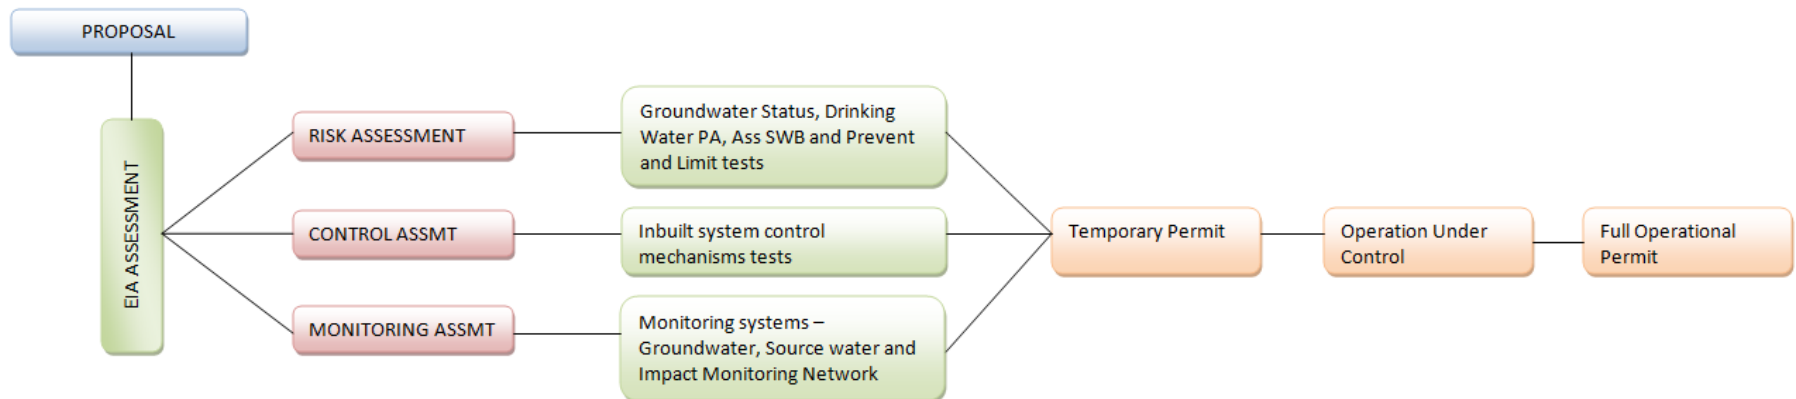 PROPOSAL
EIA ASSESSMENT
RISK ASSESSMENT
Groundwater Status, Drinking
Water PA, Ass SWB and Prevent
and Limit tests
CONTROL ASSMT
Inbuilt system control
mechanisms tests
MONITORING ASSMT
Monitoring systems –
Groundwater, Source water and
Impact Monitoring Network
Temporary Permit
Operation Under
Control
Full Operational
Permit